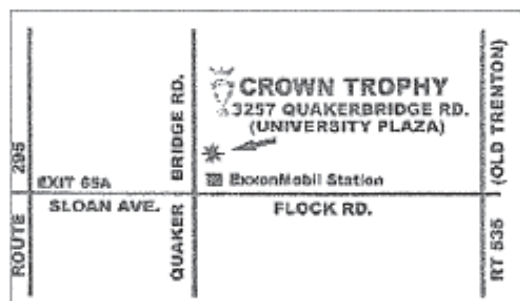 CROWN TROPHY
3257 QUAKERBRIDGE RD.
(UNIVERSITY PLAZA)
ExxonMobil Station
EXIT 65A
SLOAN AVE.
FLOCK RD.
ROUTE 295
QUAKER BRIDGE RD.
RT 535 (OLD TRENTON)